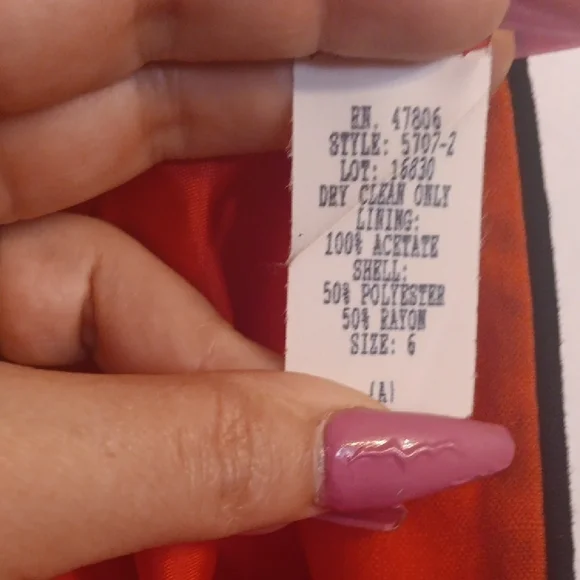 RN. 47806
STYLE: 5707-2
LOT: 16830
DRY CLEAN ONLY
LINING:
100% ACETATE
SHELL:
50% POLYESTER
50% RAYON
SIZE: 6
(A)